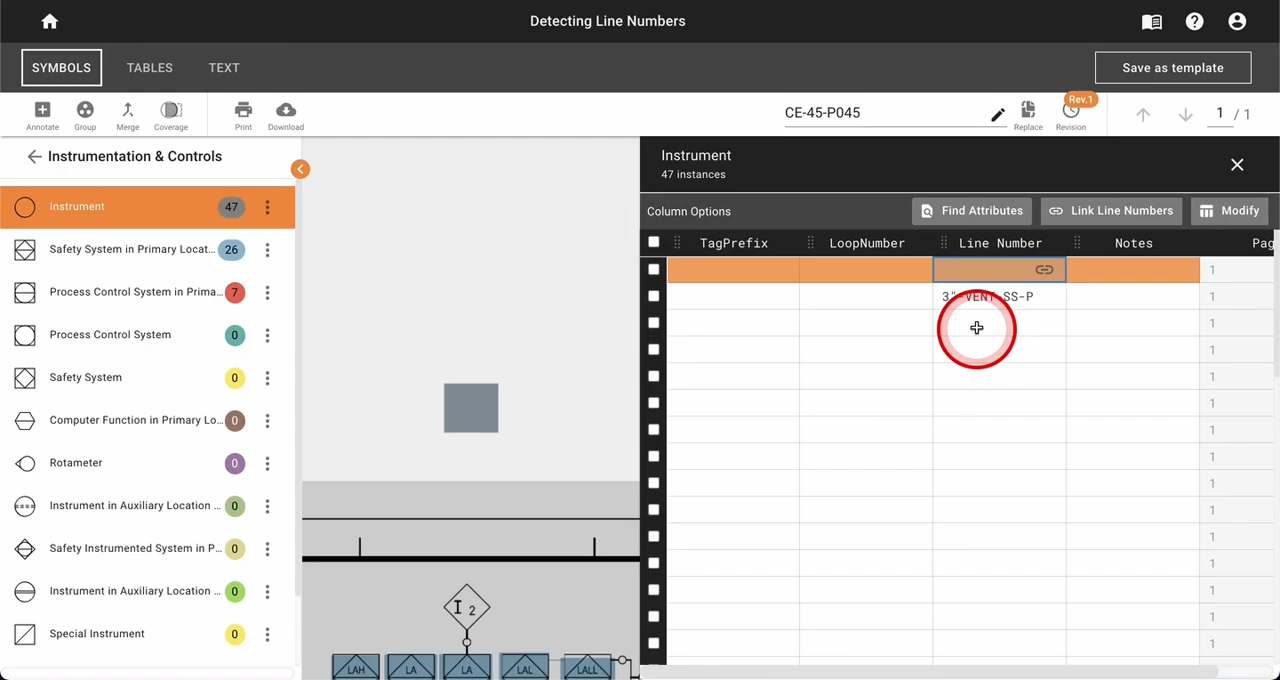 Detecting Line Numbers
SYMBOLS TABLES TEXT
Save as template
Annotate Group Merge Coverage Print Download
CE-45-P045
Replace
Rev.1
Revision
1 / 1
Instrumentation & Controls
Instrument 47
Safety System in Primary Locat... 26
Process Control System in Prima... 7
Process Control System 0
Safety System 0
Computer Function in Primary Lo... 0
Rotameter 0
Instrument in Auxiliary Location ... 0
Safety Instrumented System in P... 0
Instrument in Auxiliary Location ... 0
Special Instrument 0
I 2
LAH LA LA LAL LALL
Instrument
47 instances
Column Options Find Attributes Link Line Numbers Modify
TagPrefix LoopNumber Line Number Notes Pag
1
3"-VENT-SS-P 1
1
1
1
1
1
1
1
1
1
1
1
1
1